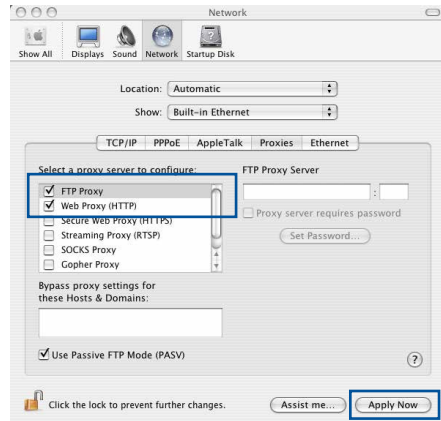 Network
Show All Displays Sound Network Startup Disk
Location: Automatic
Show: Built-in Ethernet
TCP/IP PPPoE AppleTalk Proxies Ethernet
Select a proxy server to configure: FTP Proxy Server
FTP Proxy :
Web Proxy (HTTP) Proxy server requires password
Secure Web Proxy (HTTPS)
Streaming Proxy (RTSP) Set Password...
SOCKS Proxy
Gopher Proxy
Bypass proxy settings for
these Hosts & Domains:
Use Passive FTP Mode (PASV) ?
Click the lock to prevent further changes. Assist me... Apply Now